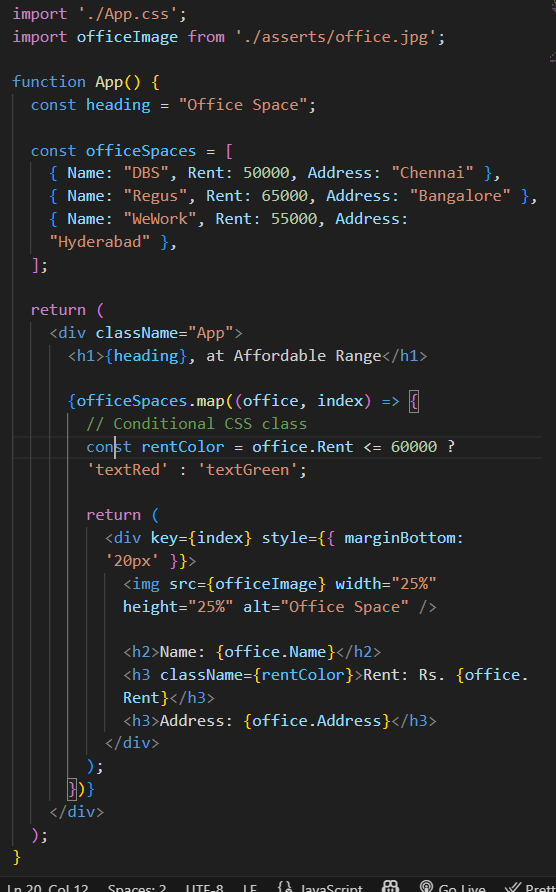 import './App.css';
import officeImage from './asserts/office.jpg';
function App() {
const heading = "Office Space";
const officeSpaces = [
{ Name: "DBS", Rent: 50000, Address: "Chennai" },
{ Name: "Regus", Rent: 65000, Address: "Bangalore" },
{ Name: "WeWork", Rent: 55000, Address:
"Hyderabad" },
];
return (
<div className="App">
<h1>{heading}, at Affordable Range</h1>
{officeSpaces.map((office, index) => {
// Conditional CSS class
const rentColor = office.Rent <= 60000 ?
'textRed' : 'textGreen';
return (
<div key={index} style={{ marginBottom:
'20px' }}>
<img src={officeImage} width="25%"
height="25%" alt="Office Space" />
<h2>Name: {office.Name}</h2>
<h3 className={rentColor}>Rent: Rs. {office.
Rent}</h3>
<h3>Address: {office.Address}</h3>
</div>
);
})}
</div>
);
}
Ln 20, Col 12 Spaces: 2 UTF-8 LF {} JavaScript Go Live